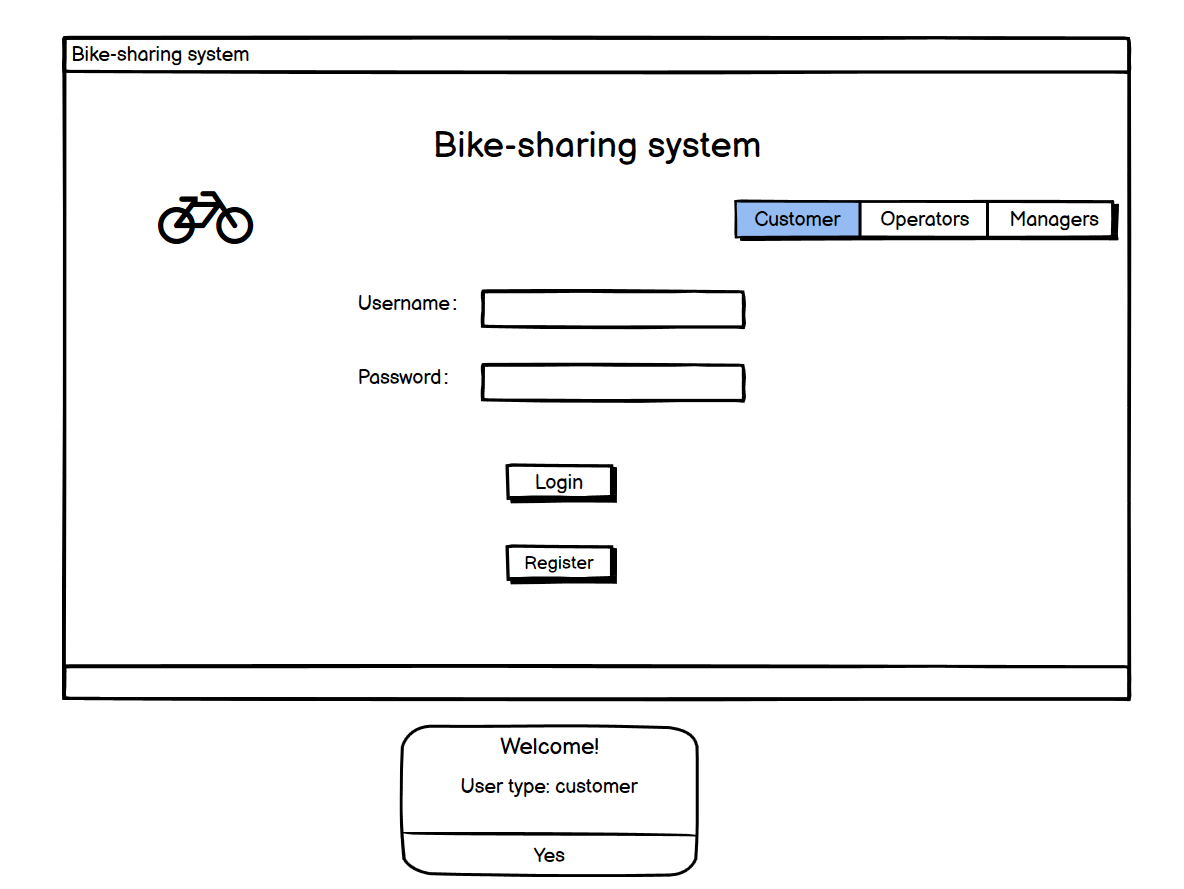 Bike-sharing system
Bike-sharing system
Customer Operators Managers
Username:
Password:
Login
Register
Welcome!
User type: customer
Yes